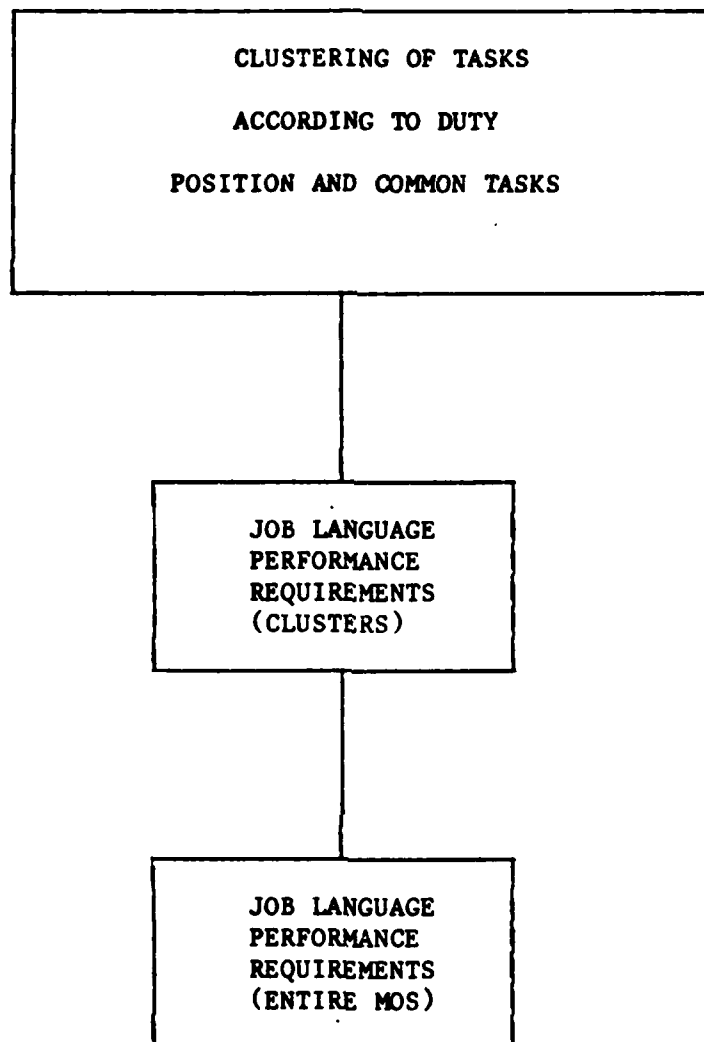 CLUSTERING OF TASKS
ACCORDING TO DUTY
POSITION AND COMMON TASKS
JOB LANGUAGE
PERFORMANCE
REQUIREMENTS
(CLUSTERS)
JOB LANGUAGE
PERFORMANCE
REQUIREMENTS
(ENTIRE MOS)